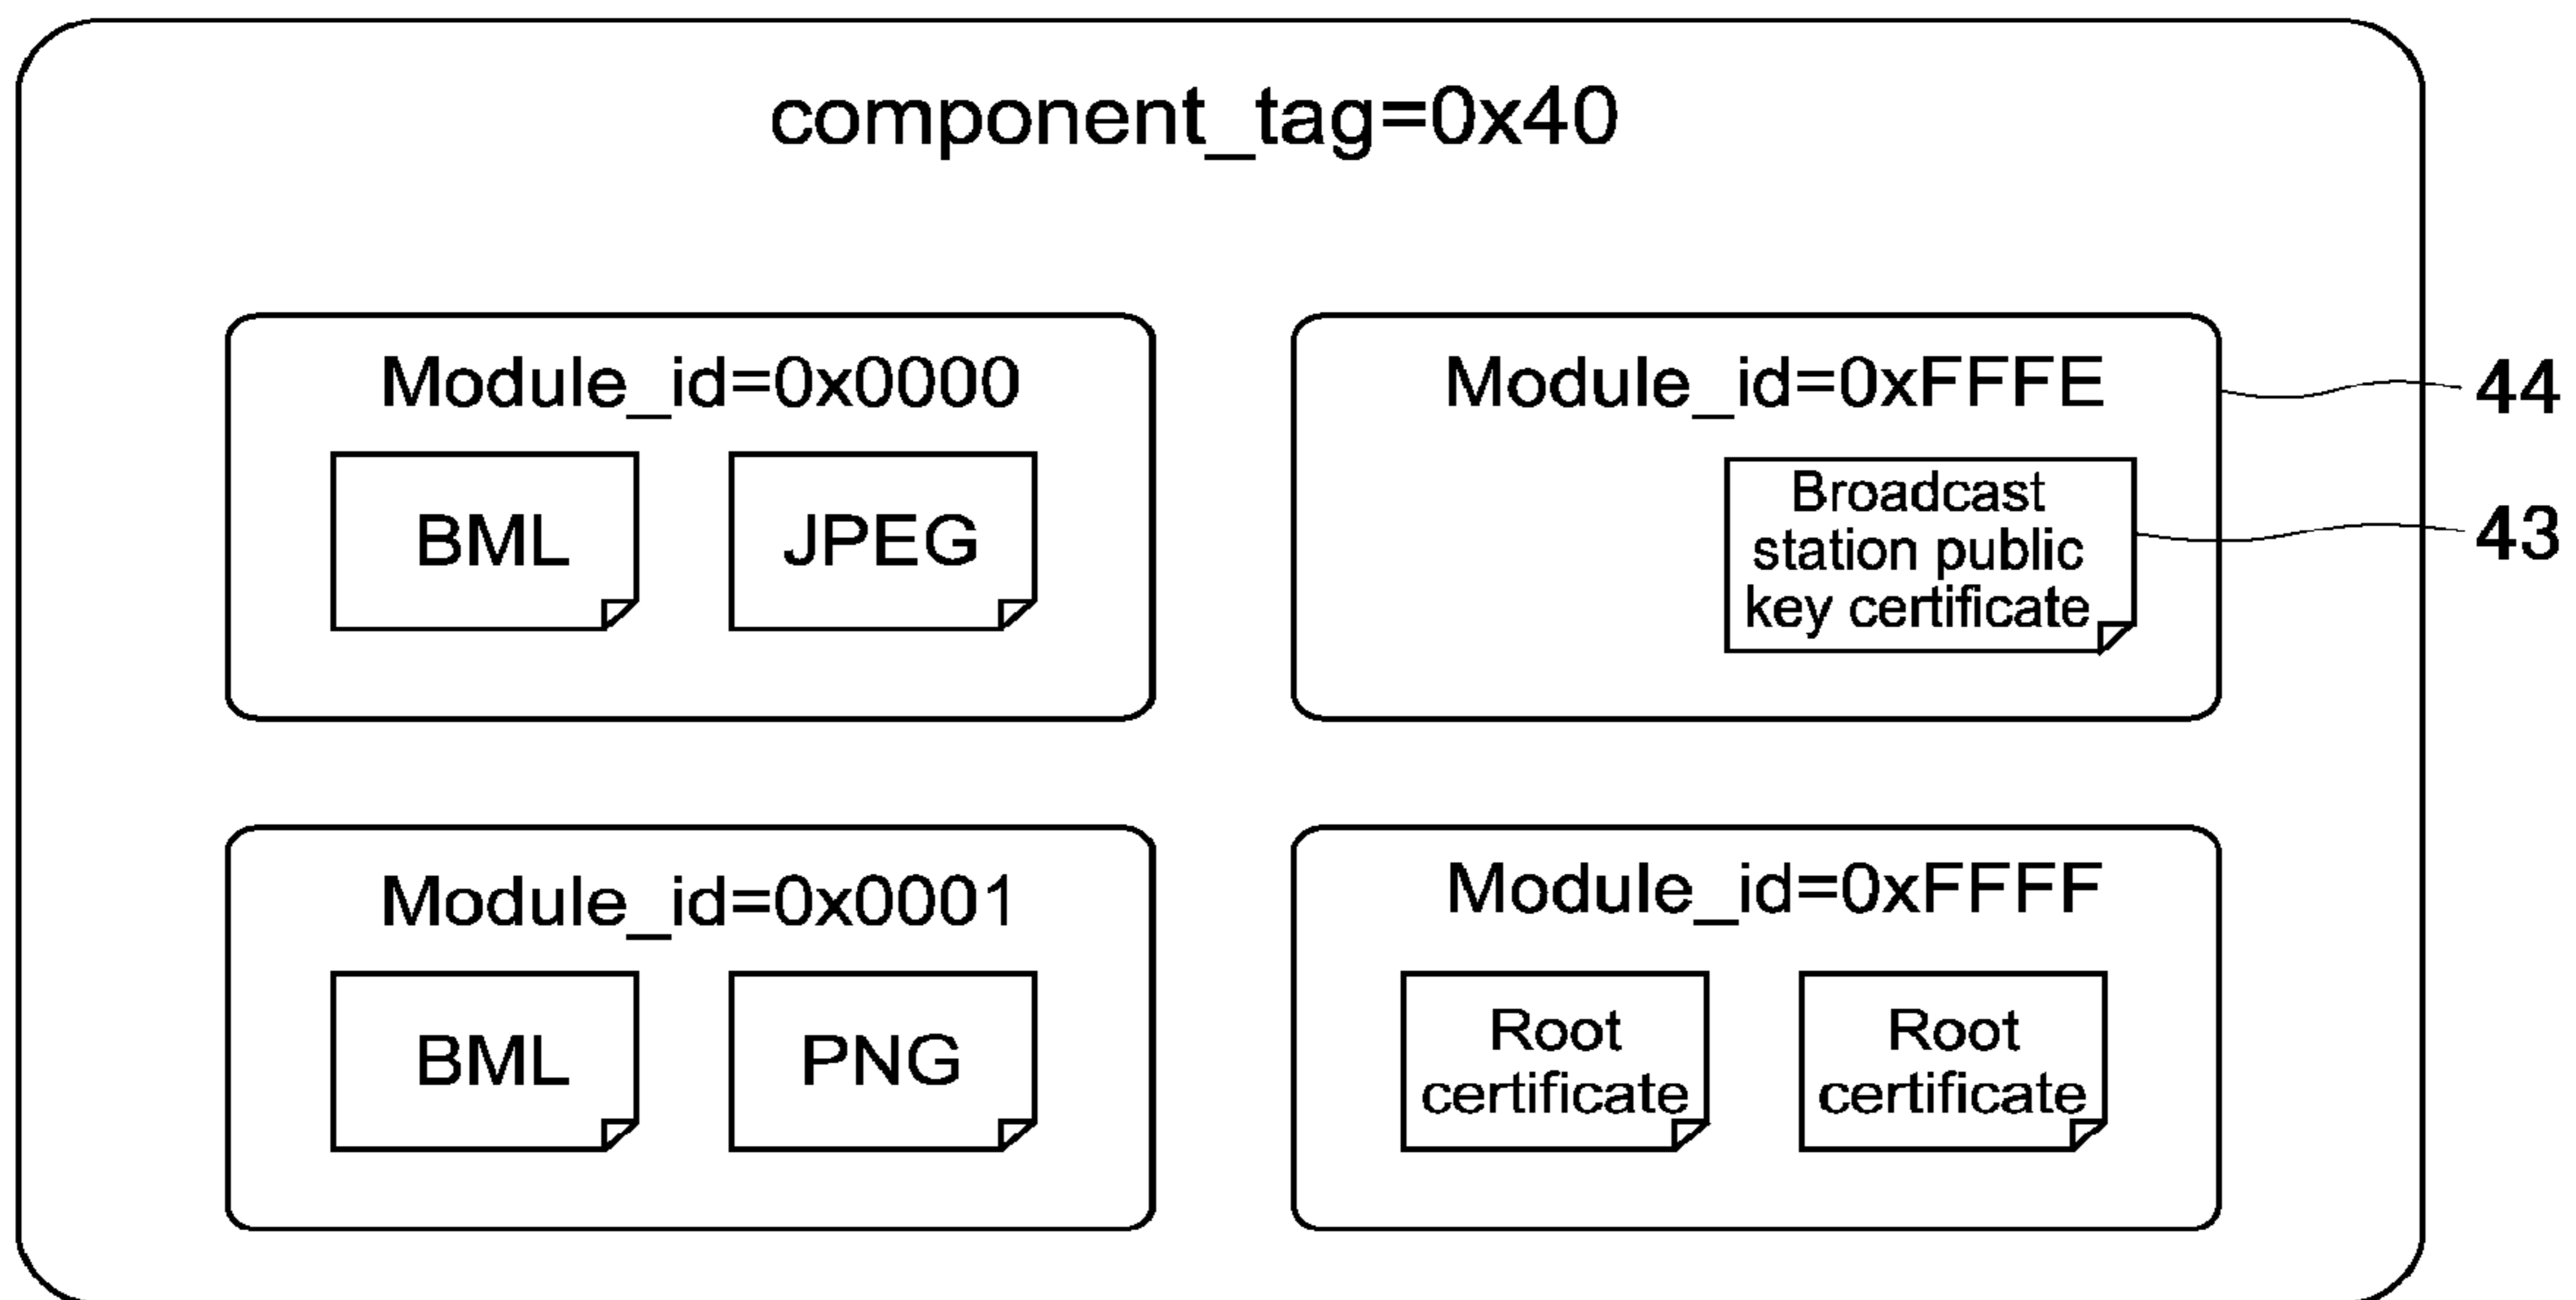 component_tag=0x40
Module_id=0x0000
BML
JPEG
Module_id=0xFFFE
Broadcast
station public
key certificate
44
43
Module_id=0x0001
BML
PNG
Module_id=0xFFFF
Root
certificate
Root
certificate